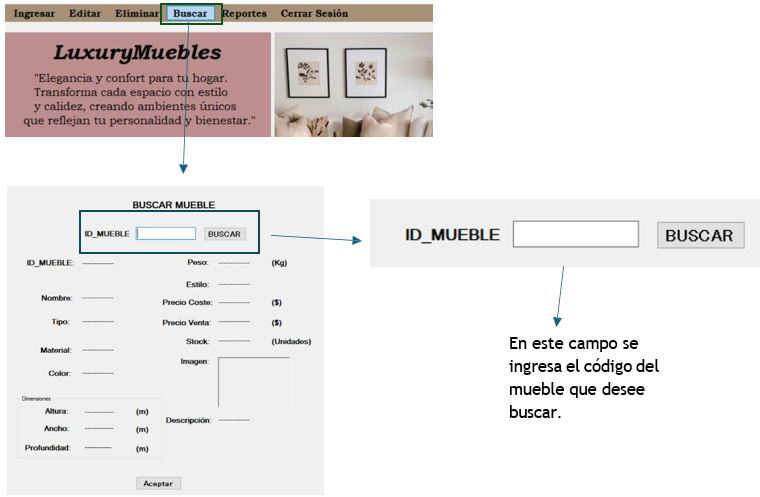 Ingresar Editar Eliminar Buscar Reportes Cerrar Sesión
LuxuryMuebles
"Elegancia y confort para tu hogar.
Transforma cada espacio con estilo
y calidez, creando ambientes únicos
que reflejan tu personalidad y bienestar."
BUSCAR MUEBLE
ID_MUEBLE BUSCAR
ID_MUEBLE: ------------- Peso: ------------- (Kg)
Estilo: -------------
Nombre: ------------- Precio Coste: ------------- ($)
Tipo: ------------- Precio Venta: ------------- ($)
Stock: ------------- (Unidades)
Material: -------------
Imagen:
Color: -------------
Dimensiones
Altura: ------------ (m)
Descripción: -------------
Ancho: ------------ (m)
Profundidad: ------------ (m)
Aceptar
ID_MUEBLE BUSCAR
En este campo se
ingresa el código del
mueble que desee
buscar.